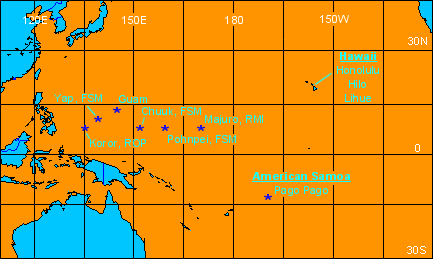 120E 150E 180 150W
30N
Hawaii
Honolulu
Hilo
Lihue
Yap, FSM
Guam
Chuuk, FSM
Majuro, RMI
Koror, ROP
Pohnpei, FSM
0
American Samoa
Pogo Pago
30S